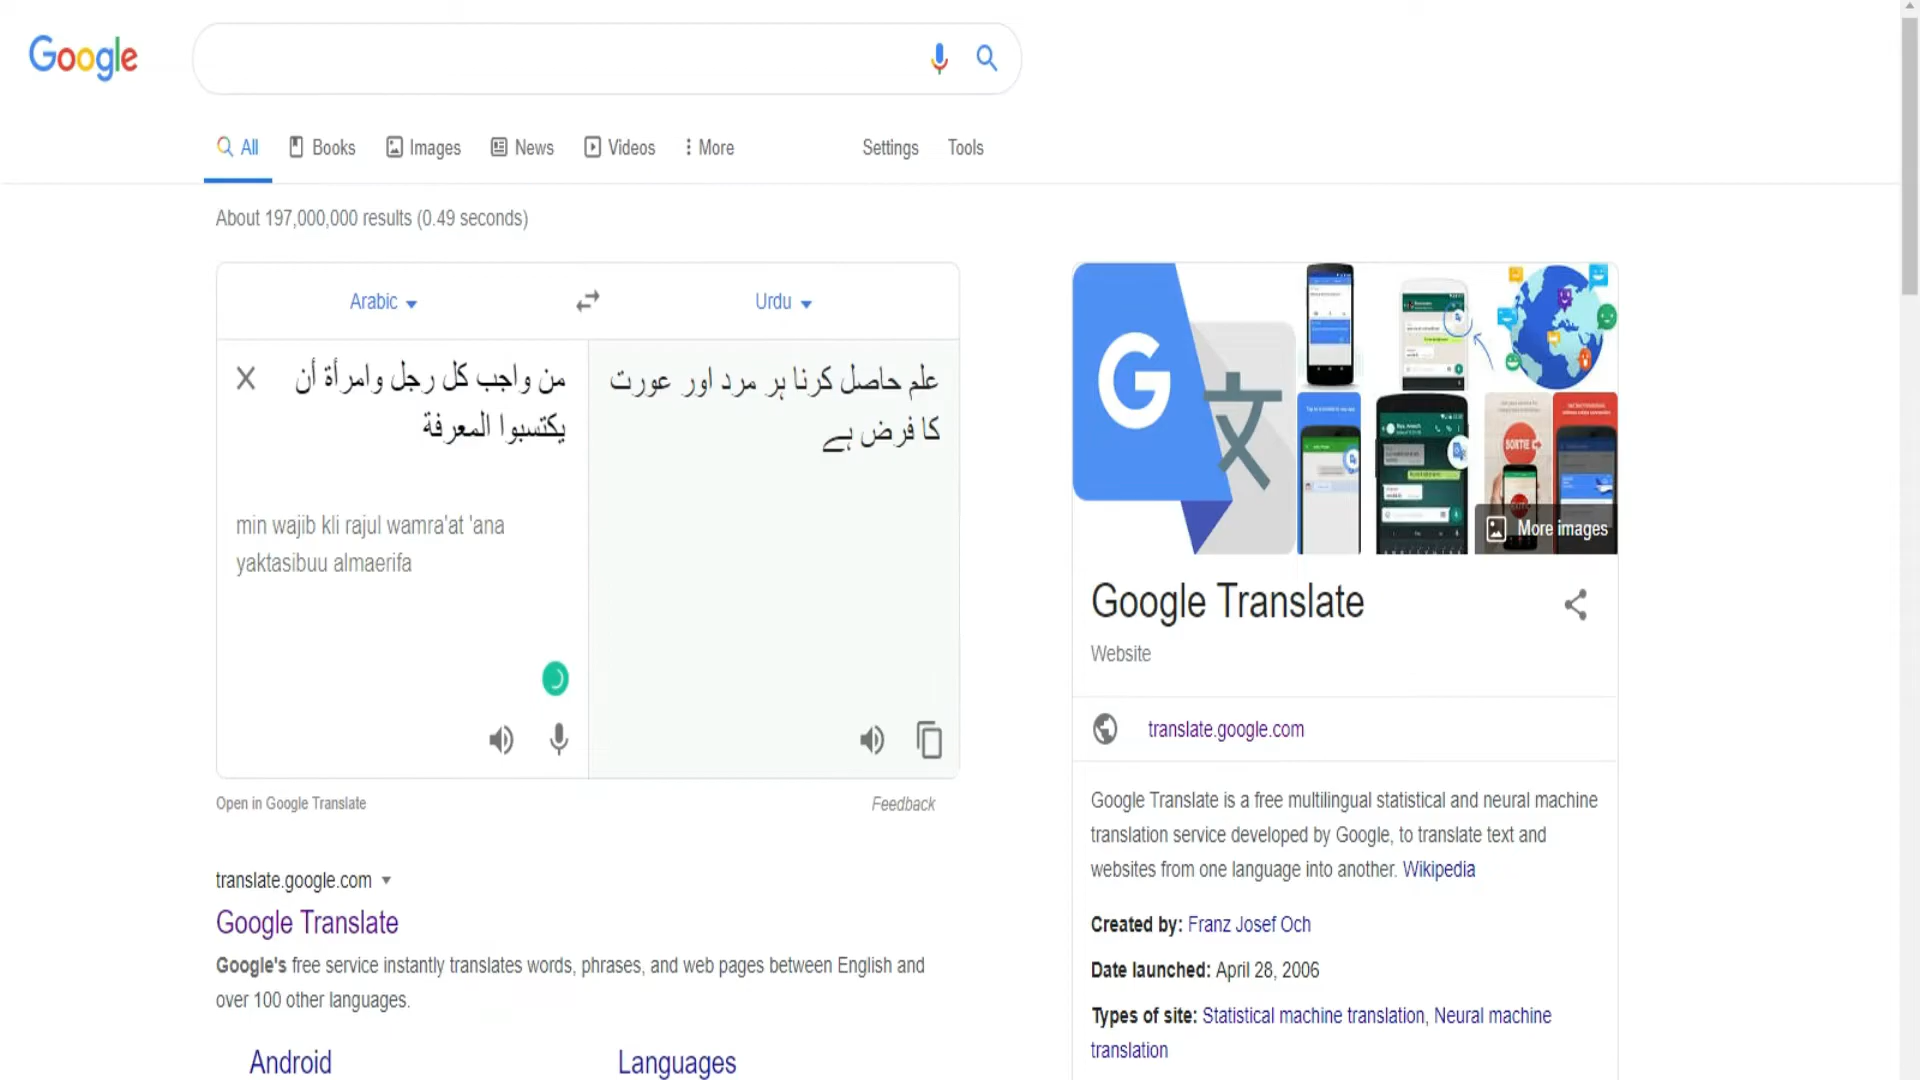 Google
All
Books
Images
News
Videos
More
Settings
Tools
About 197,000,000 results (0.49 seconds)
Arabic
Urdu
من واجب كل رجل وامرأة أن
يكتسبوا المعرفة
علم حاصل کرنا ہر مرد اور عورت
کا فرض ہے
min wajib kli rajul wamra'at 'ana
yaktasibuu almaerifa
Open in Google Translate
Feedback
translate.google.com
Google Translate
Google's free service instantly translates words, phrases, and web pages between English and
over 100 other languages.
Android
Languages
G
文
SORTIE
More images
Google Translate
Website
translate.google.com
Google Translate is a free multilingual statistical and neural machine
translation service developed by Google, to translate text and
websites from one language into another. Wikipedia
Created by: Franz Josef Och
Date launched: April 28, 2006
Types of site: Statistical machine translation, Neural machine
translation